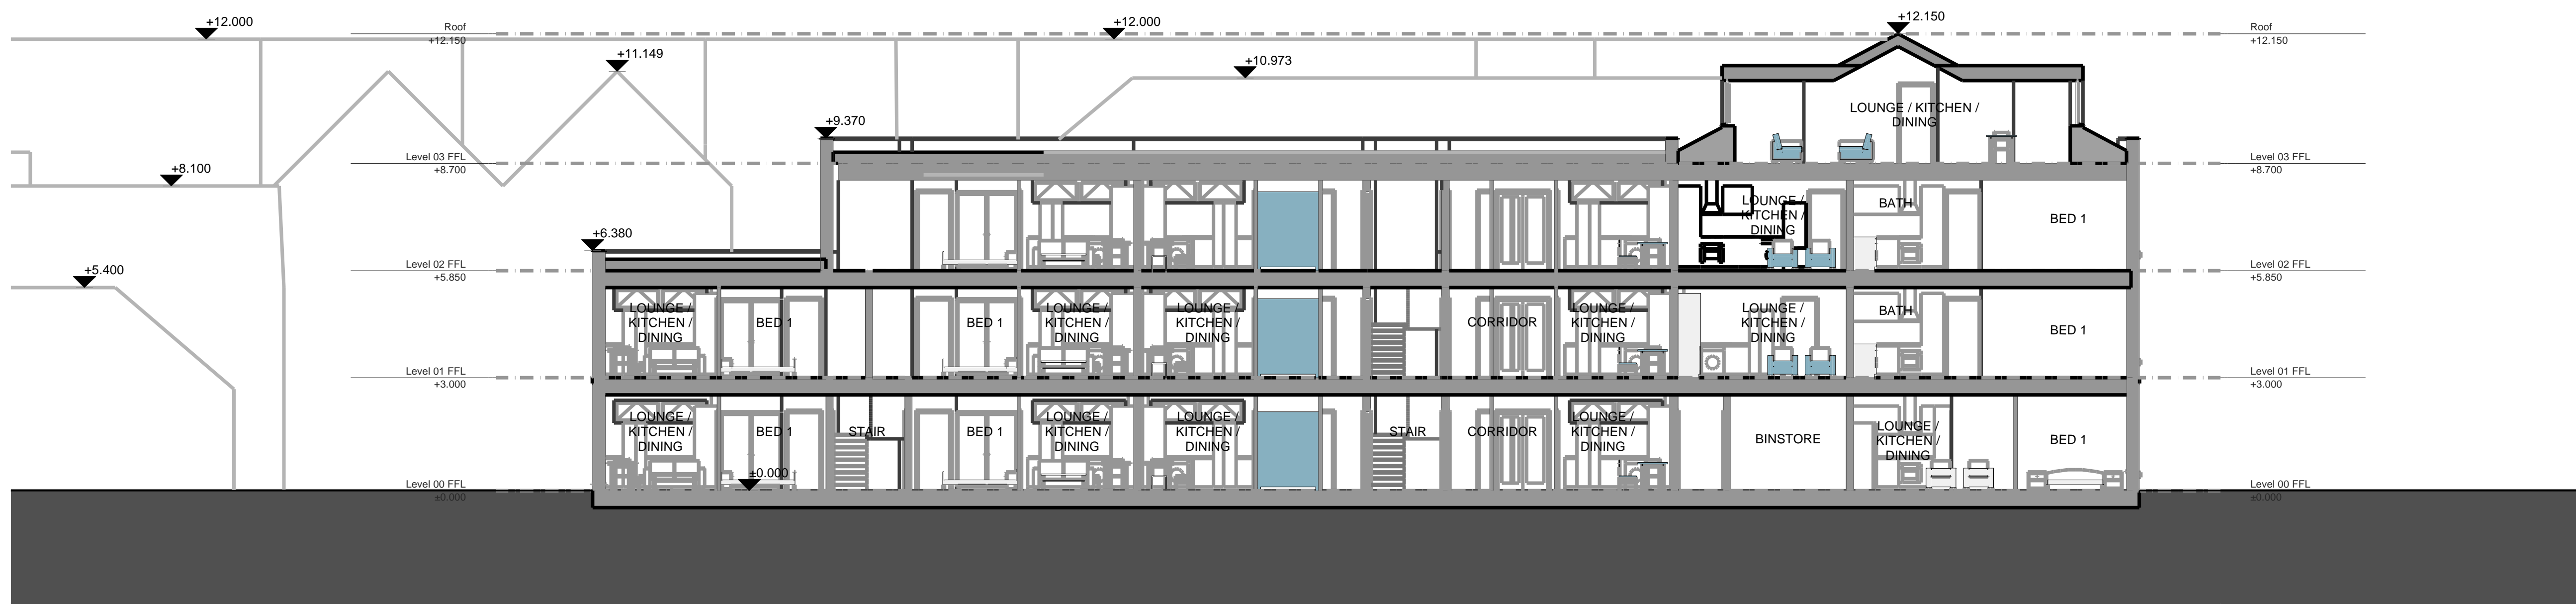 +12.000
Roof
+12.150
+11.149
+12.000
+10.973
+12.150
Roof
+12.150
+9.370
LOUNGE / KITCHEN /
DINING
Level 03 FFL
+8.700
+8.100
Level 03 FFL
+8.700
LOUNGE /
KITCHEN /
DINING
BATH
BED 1
+6.380
Level 02 FFL
+5.850
+5.400
Level 02 FFL
+5.850
LOUNGE /
KITCHEN /
DINING
BED 1
BED 1
LOUNGE /
KITCHEN /
DINING
LOUNGE /
KITCHEN /
DINING
CORRIDOR
LOUNGE /
KITCHEN /
DINING
LOUNGE /
KITCHEN /
DINING
BATH
BED 1
Level 01 FFL
+3.000
Level 01 FFL
+3.000
LOUNGE /
KITCHEN /
DINING
BED 1
STAIR
BED 1
LOUNGE /
KITCHEN /
DINING
LOUNGE /
KITCHEN /
DINING
STAIR
CORRIDOR
LOUNGE /
KITCHEN /
DINING
BINSTORE
LOUNGE /
KITCHEN /
DINING
BED 1
±0.000
Level 00 FFL
±0.000
Level 00 FFL
±0.000